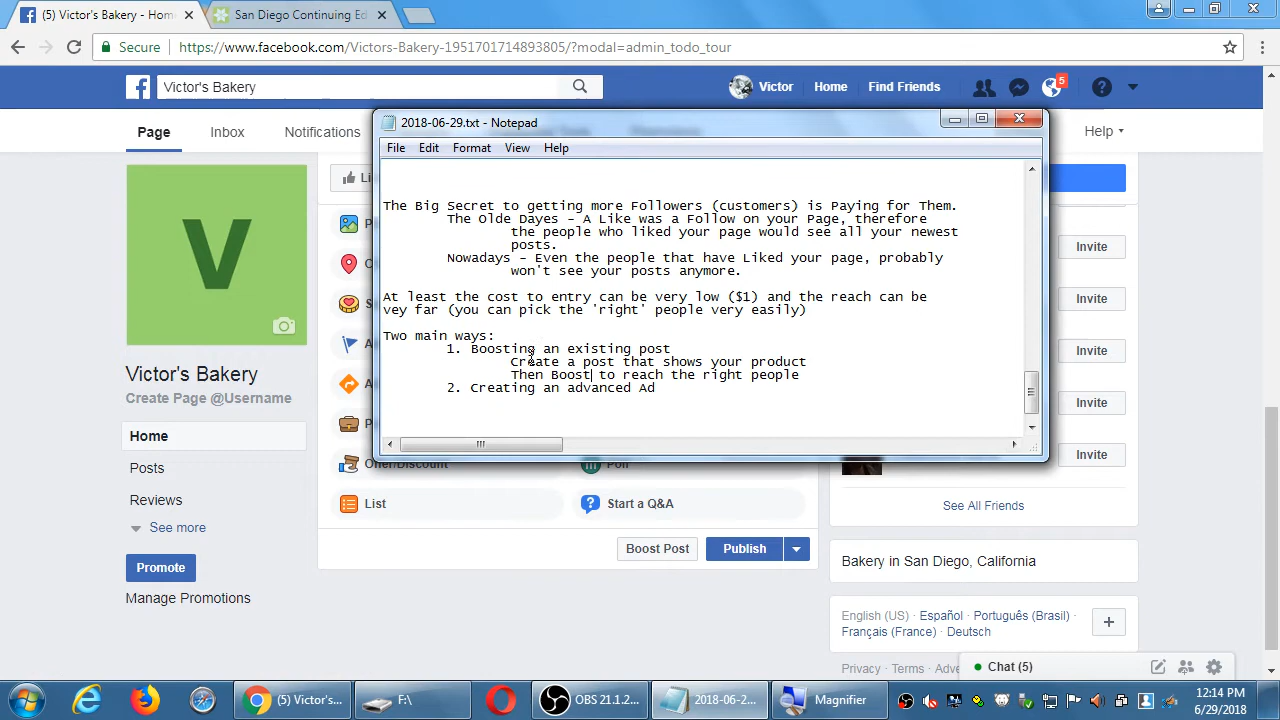 (5) Victor's Bakery - Hom
San Diego Continuing Ed
Secure
https://www.facebook.com/Victors-Bakery-1951701714893805/?modal=admin_todo_tour
Victor's Bakery
Victor
Home
Find Friends
5
Page
Inbox
Notifications
Help
2018-06-29.txt - Notepad
File Edit Format View Help
The Big Secret to getting more Followers (customers) is Paying for Them.
The Olde Dayes - A Like was a Follow on your Page, therefore
the people who liked your page would see all your newest
posts.
Nowadays - Even the people that have Liked your page, probably
won't see your posts anymore.
At least the cost to entry can be very low ($1) and the reach can be
vey far (you can pick the 'right' people very easily)
Two main ways:
1. Boosting an existing post
Create a post that shows your product
Then Boost to reach the right people
2. Creating an advanced Ad
V
Victor's Bakery
Create Page @Username
Home
Posts
Reviews
See more
Promote
Manage Promotions
Offer/Discount
Poll
List
Start a Q&A
Boost Post
Publish
Invite
Invite
Invite
Invite
Invite
See All Friends
Bakery in San Diego, California
English (US) · Español · Português (Brasil) ·
Français (France) · Deutsch
Privacy · Terms · Adve
Chat (5)
(5) Victor's...
F:\
OBS 21.1.2...
2018-06-2...
Magnifier
12:14 PM
6/29/2018